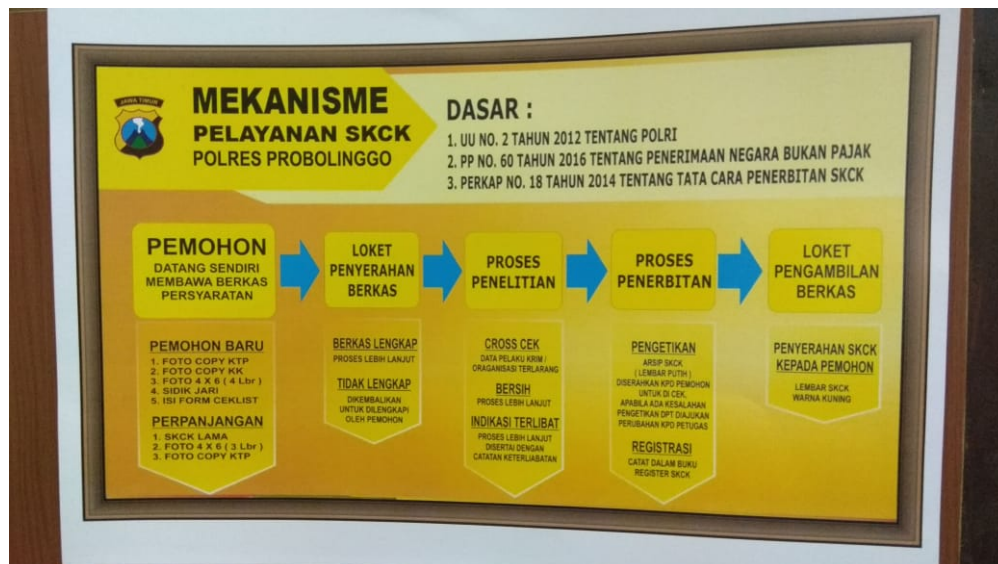 JAWA TIMUR
MEKANISME
PELAYANAN SKCK
POLRES PROBOLINGGO
DASAR :
1. UU NO. 2 TAHUN 2012 TENTANG POLRI
2. PP NO. 60 TAHUN 2016 TENTANG PENERIMAAN NEGARA BUKAN PAJAK
3. PERKAP NO. 18 TAHUN 2014 TENTANG TATA CARA PENERBITAN SKCK
PEMOHON
DATANG SENDIRI
MEMBAWA BERKAS
PERSYARATAN
PEMOHON BARU
1. FOTO COPY KTP
2. FOTO COPY KK
3. FOTO 4 X 6 ( 4 Lbr )
4. SIDIK JARI
5. ISI FORM CEKLIST
PERPANJANGAN
1. SKCK LAMA
2. FOTO 4 X 6 ( 3 Lbr )
3. FOTO COPY KTP
LOKET
PENYERAHAN
BERKAS
BERKAS LENGKAP
PROSES LEBIH LANJUT
TIDAK LENGKAP
DIKEMBALIKAN
UNTUK DILENGKAPI
OLEH PEMOHON
PROSES
PENELITIAN
CROSS CEK
DATA PELAKU KRIM /
ORAGANISASI TERLARANG
BERSIH
PROSES LEBIH LANJUT
INDIKASI TERLIBAT
PROSES LEBIH LANJUT
DISERTAI DENGAN
CATATAN KETERLIABATAN
PROSES
PENERBITAN
PENGETIKAN
ARSIP SKCK
( LEMBAR PUTIH )
DISERAHKAN KPD PEMOHON
UNTUK DI CEK,
APABILA ADA KESALAHAN
PENGETIKAN DPT DIAJUKAN
PERUBAHAN KPD PETUGAS
REGISTRASI
CATAT DALAM BUKU
REGISTER SKCK
LOKET
PENGAMBILAN
BERKAS
PENYERAHAN SKCK
KEPADA PEMOHON
LEMBAR SKCK
WARNA KUNING